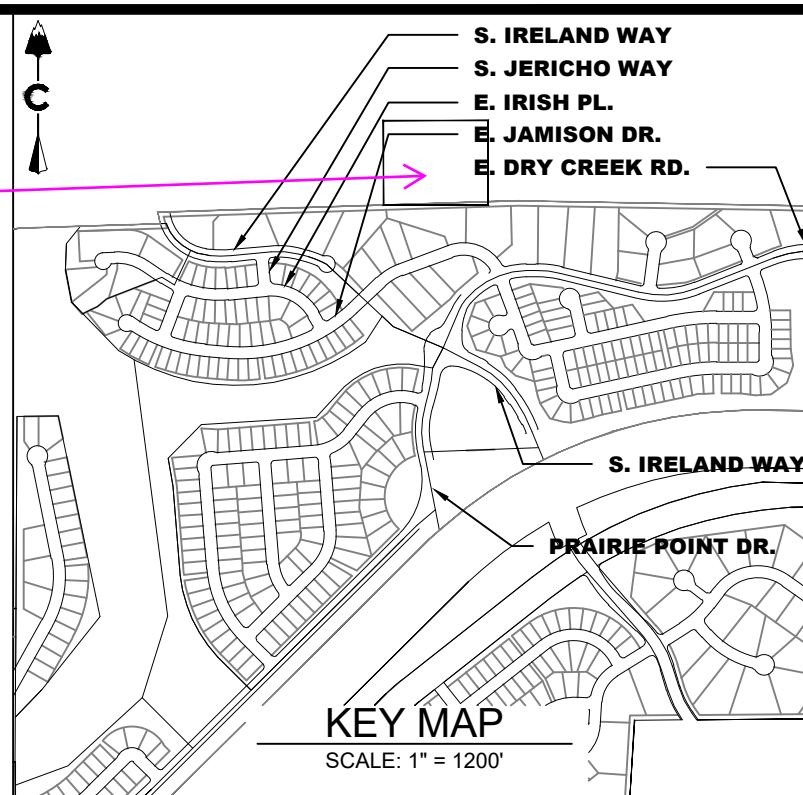 S. IRELAND WAY
S. JERICHO WAY
C
E. IRISH PL.
E. JAMISON DR.
E. DRY CREEK RD.
S. IRELAND WAY
PRAIRIE POINT DR.
KEY MAP
SCALE: 1" = 1200'